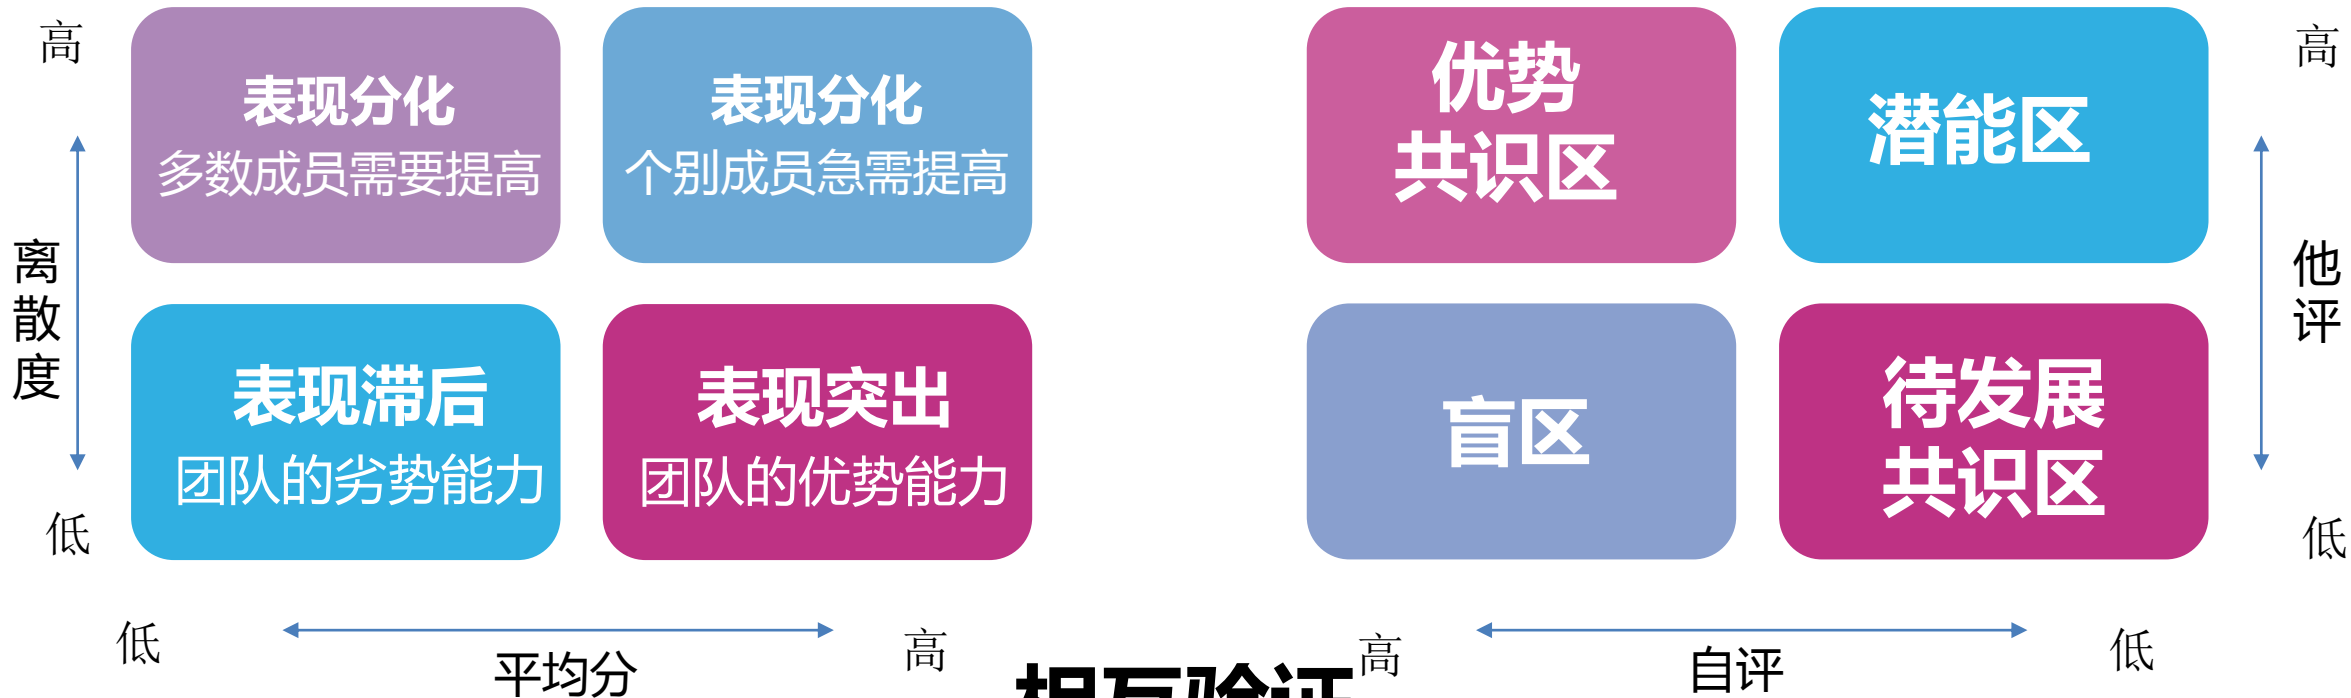 高
表现分化
多数成员需要提高
表现分化
个别成员急需提高
离散度
表现滞后
团队的劣势能力
表现突出
团队的优势能力
低
低
高
平均分
优势
共识区
潜能区
高
盲区
待发展
共识区
他评
低
高
低
自评
相互验证